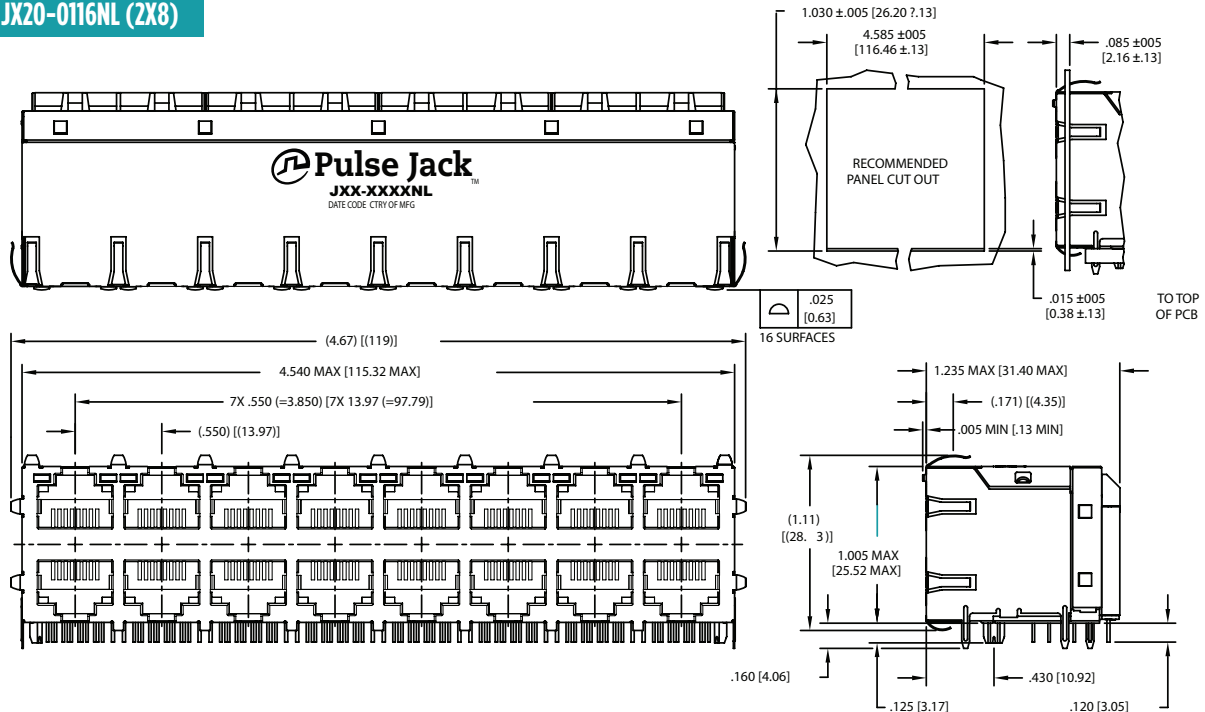 JX20-0116NL (2X8)
1.030 ±.005 [26.20 ?.13]
4.585 ±005
[116.46 ±.13]
.085 ±005
[2.16 ±.13]
RECOMMENDED
PANEL CUT OUT
Pulse Jack
TM
JXX-XXXXNL
DATE CODE CTRY OF MFG
.025
[0.63]
16 SURFACES
.015 ±005
[0.38 ±.13]
TO TOP
OF PCB
(4.67) [(119)]
4.540 MAX [115.32 MAX]
7X .550 (=3.850) [7X 13.97 (=97.79)]
(.550) [(13.97)]
1.235 MAX [31.40 MAX]
(.171) [(4.35)]
.005 MIN [.13 MIN]
(1.11)
[(28. 3)]
1.005 MAX
[25.52 MAX]
.160 [4.06]
.430 [10.92]
.125 [3.17]
.120 [3.05]